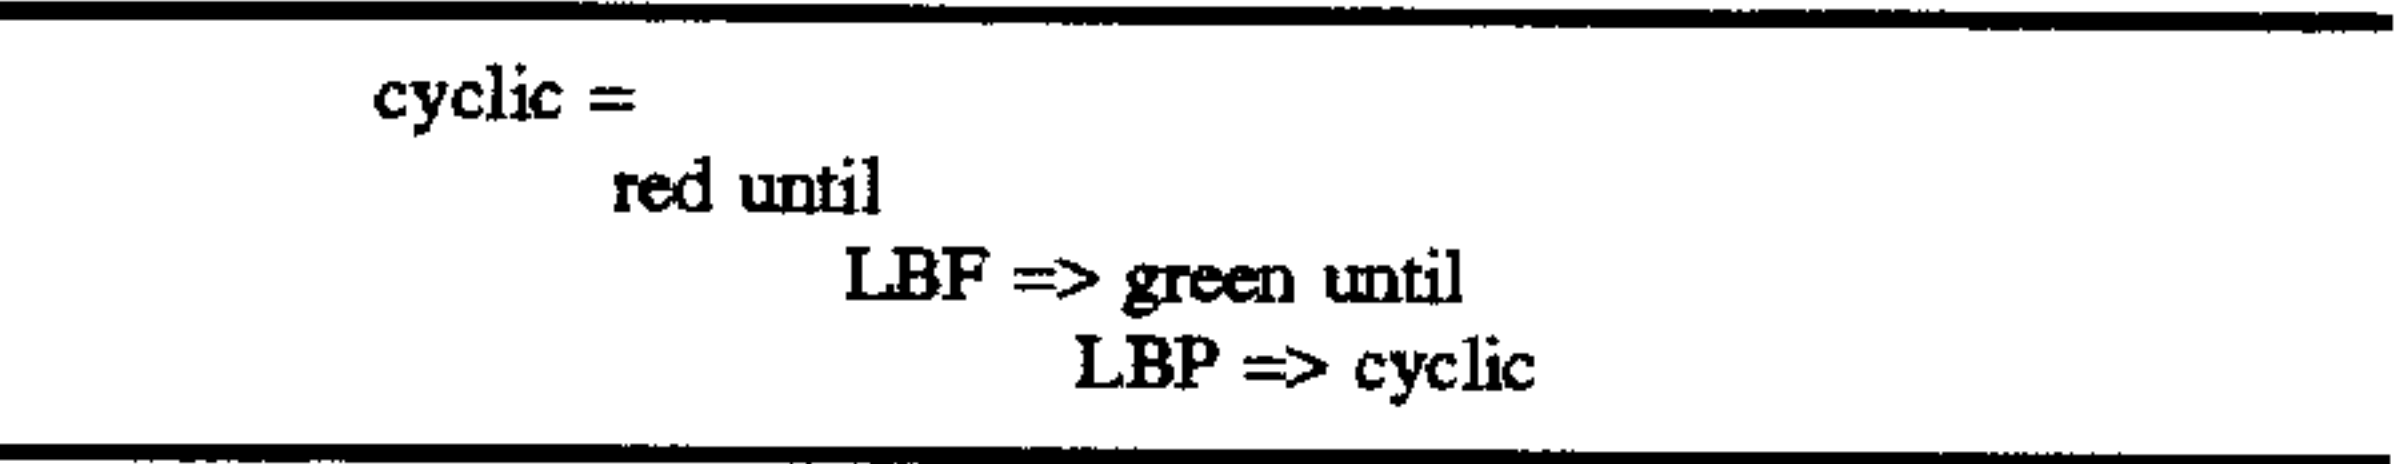 cyclic =
red until
LBF => green until
LBP => cyclic